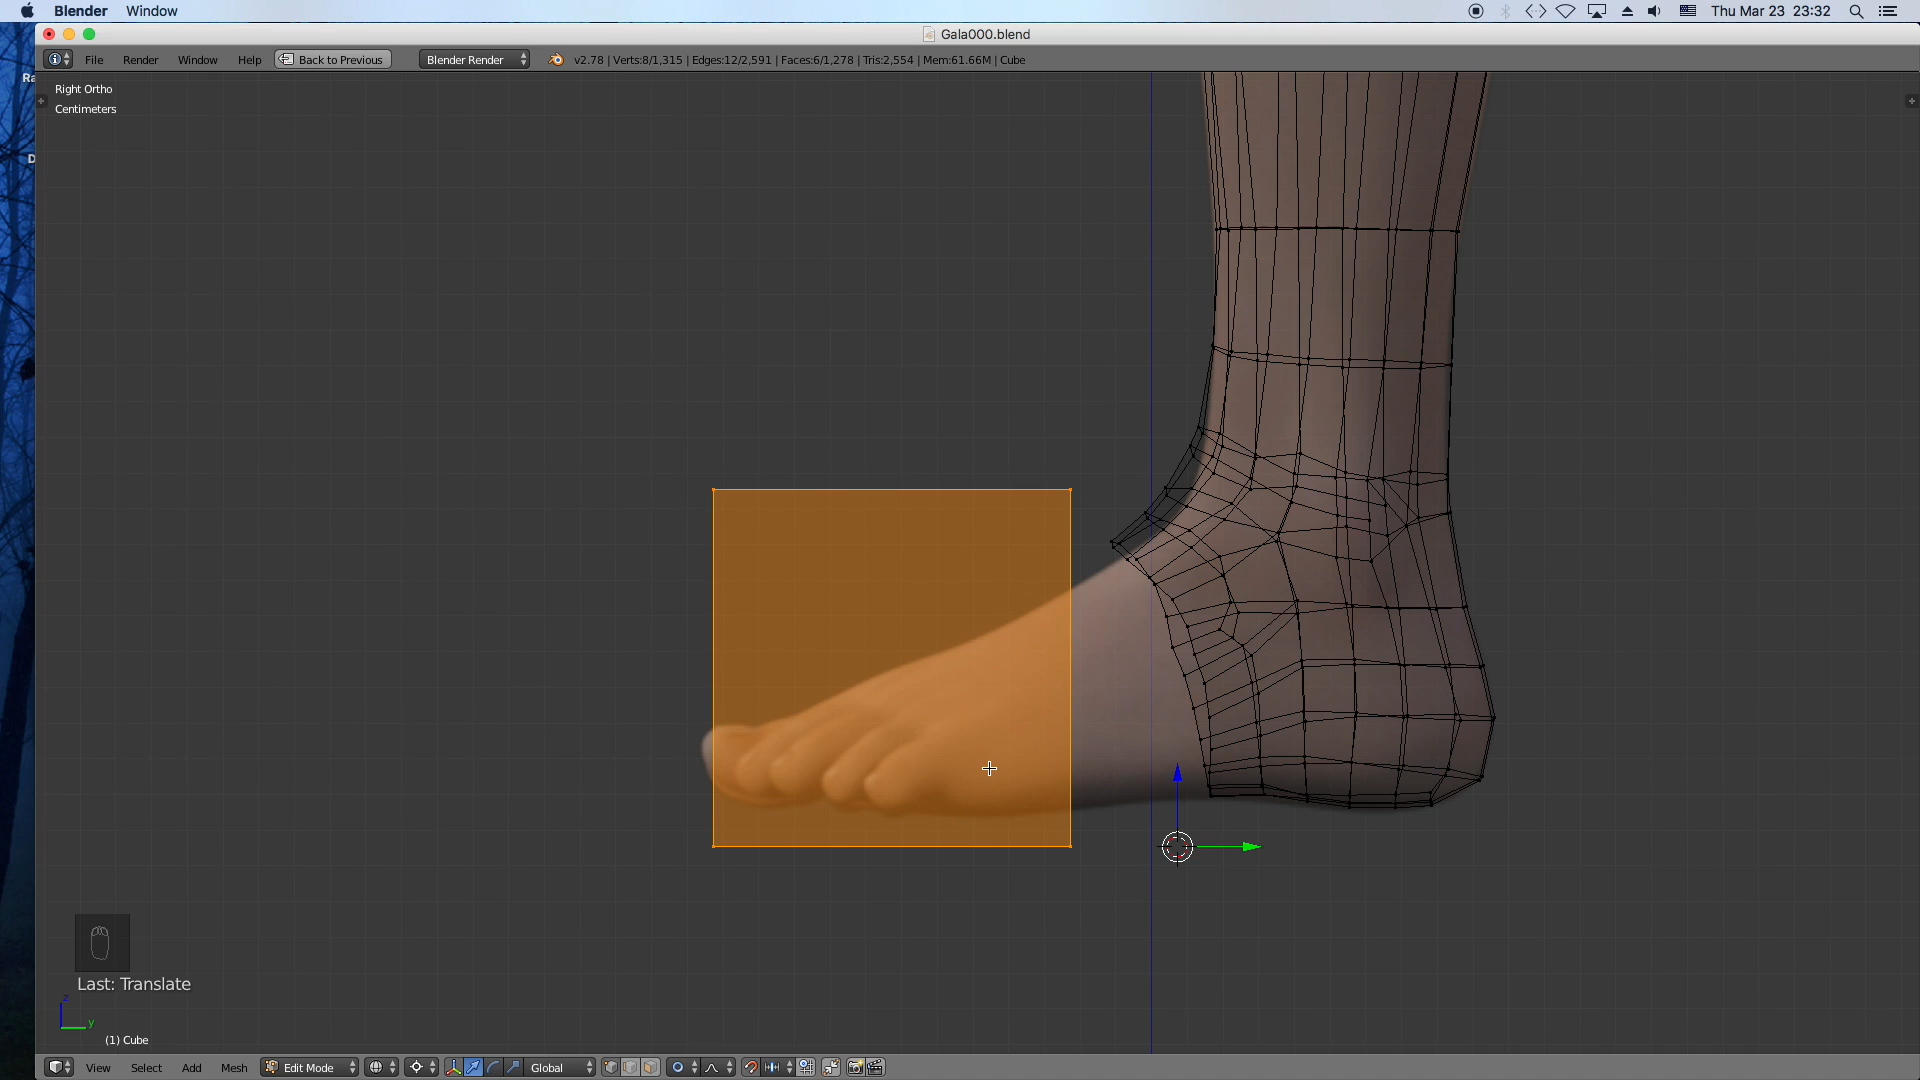 Blender Window Thu Mar 23 23:32
Gala000.blend
File Render Window Help Back to Previous Blender Render v2.78 | Verts:8/1,315 | Edges:12/2,591 | Faces:6/1,278 | Tris:2,554 | Mem:61.66M | Cube
Ra
Right Ortho
Centimeters
D
Last: Translate
z
y
(1) Cube
View Select Add Mesh Edit Mode Global